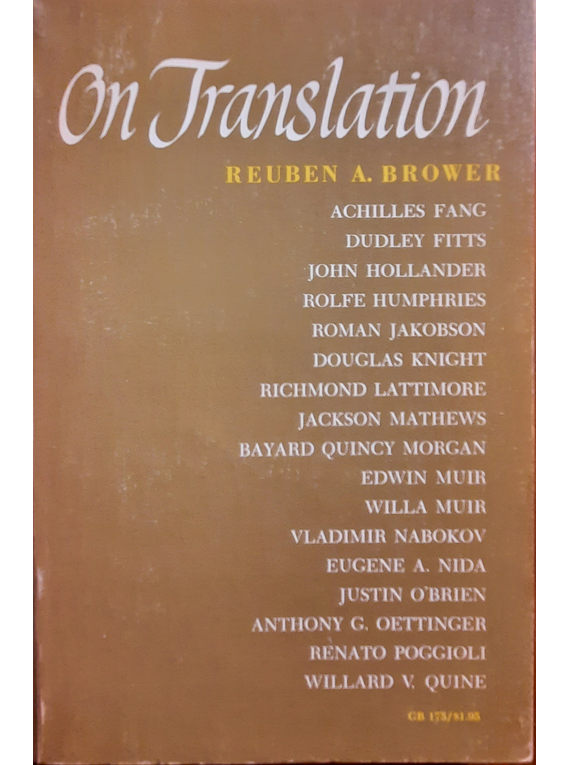 On Translation
REUBEN A. BROWER
ACHILLES FANG
DUDLEY FITTS
JOHN HOLLANDER
ROLFE HUMPHRIES
ROMAN JAKOBSON
DOUGLAS KNIGHT
RICHMOND LATTIMORE
JACKSON MATHEWS
BAYARD QUINCY MORGAN
EDWIN MUIR
WILLA MUIR
VLADIMIR NABOKOV
EUGENE A. NIDA
JUSTIN O'BRIEN
ANTHONY G. OETTINGER
RENATO POGGIOLI
WILLARD V. QUINE
GB 175/$1.95